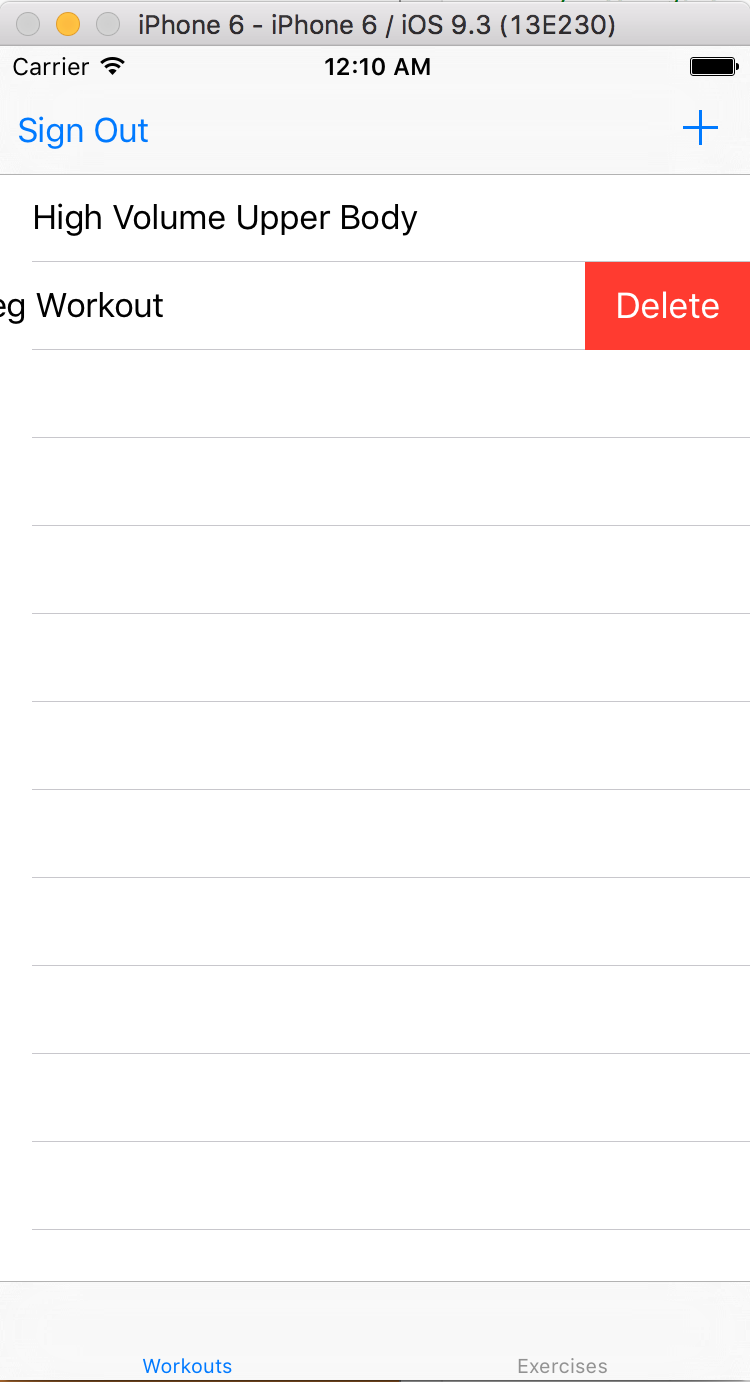 iPhone 6 - iPhone 6 / iOS 9.3 (13E230)
Carrier 12:10 AM
Sign Out +
High Volume Upper Body
eg Workout Delete
Workouts Exercises